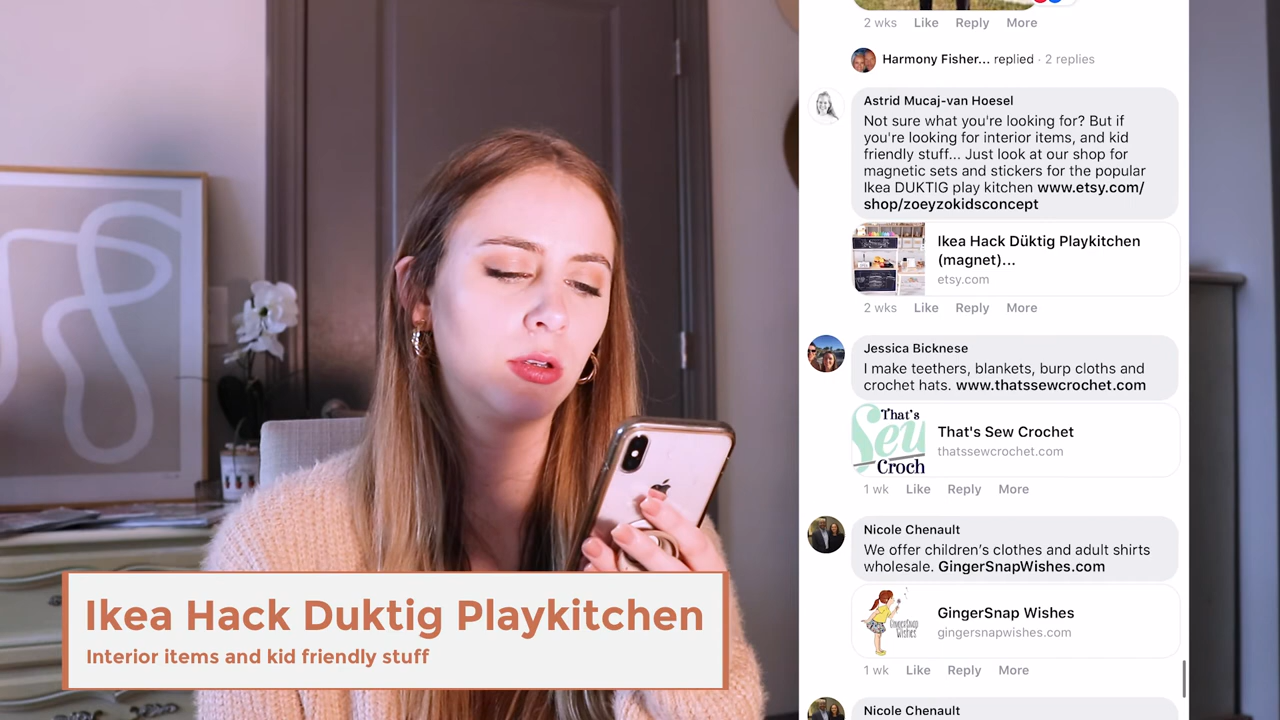 2 wks Like Reply More
Harmony Fisher... replied · 2 replies
Astrid Mucaj-van Hoesel
Not sure what you're looking for? But if
you're looking for interior items, and kid
friendly stuff... Just look at our shop for
magnetic sets and stickers for the popular
Ikea DUKTIG play kitchen www.etsy.com/
shop/zoeyzokidsconcept
Ikea Hack Düktig Playkitchen
(magnet)...
etsy.com
2 wks Like Reply More
Jessica Bicknese
I make teethers, blankets, burp cloths and
crochet hats. www.thatssewcrochet.com
That's
Sew
Croch
That's Sew Crochet
thatssewcrochet.com
1 wk Like Reply More
Nicole Chenault
We offer children's clothes and adult shirts
wholesale. GingerSnapWishes.com
GingerSnap
Wishes
GingerSnap Wishes
gingersnapwishes.com
1 wk Like Reply More
Nicole Chenault
Ikea Hack Duktig Playkitchen
Interior items and kid friendly stuff